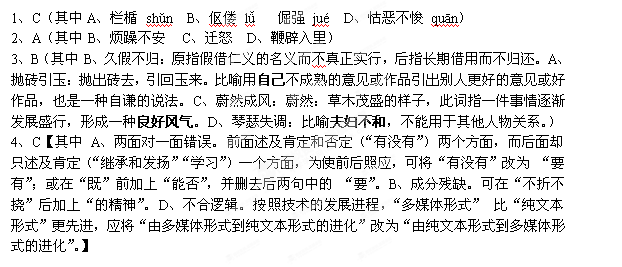 1、C（其中 A、栏楯 shǔn B、伛偻 lǚ 倔强 jué D、怙恶不悛 quān）
2、A（其中 B、烦躁不安 C、迁怒 D、鞭辟入里）
3、B（其中 B、久假不归：原指假借仁义的名义而不真正实行，后指长期借用而不归还。A、
抛砖引玉：抛出砖去，引回玉来。比喻用自己不成熟的意见或作品引出别人更好的意见或好
作品，也是一种自谦的说法。C、蔚然成风：蔚然：草木茂盛的样子，此词指一件事情逐渐
发展盛行，形成一种良好风气。D、琴瑟失调：比喻夫妇不和，不能用于其他人物关系。）
4、C【其中 A、两面对一面错误。前面述及肯定和否定（“有没有”）两个方面，而后面却
只述及肯定（“继承和发扬”“学习”）一个方面，为使前后照应，可将“有没有”改为 “要
有”；或在“既”前加上“能否”，并删去后两句中的 “要”。B、成分残缺。可在“不折不
挠”后加上“的精神”。D、不合逻辑。按照技术的发展进程，“多媒体形式” 比“纯文本
形式”更先进，应将“由多媒体形式到纯文本形式的进化”改为“由纯文本形式到多媒体形
式的进化”。】